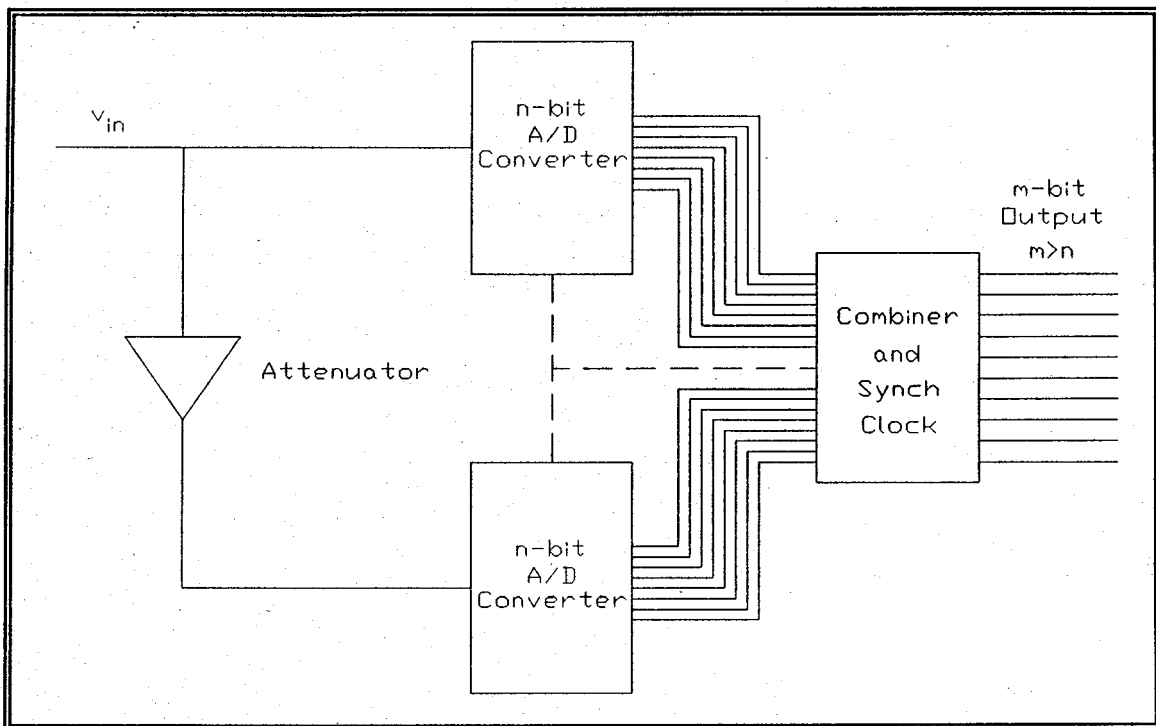 v_in
n-bit
A/D
Converter
m-bit
Output
m>n
Combiner
and
Synch
Clock
Attenuator
n-bit
A/D
Converter